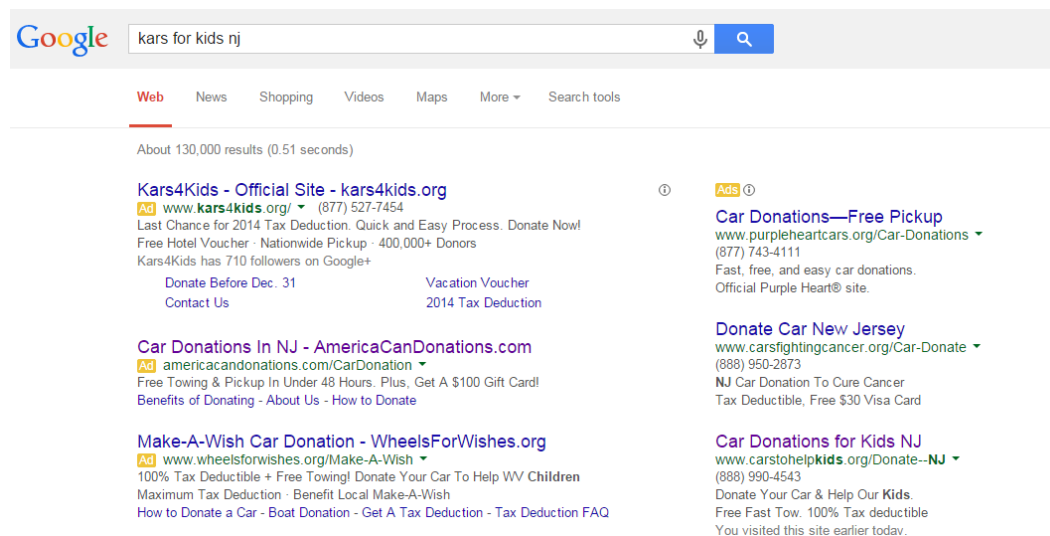 Google
kars for kids nj
Web News Shopping Videos Maps More Search tools
About 130,000 results (0.51 seconds)
Kars4Kids - Official Site - kars4kids.org
Ad www.kars4kids.org/ (877) 527-7454
Last Chance for 2014 Tax Deduction. Quick and Easy Process. Donate Now!
Free Hotel Voucher · Nationwide Pickup · 400,000+ Donors
Kars4Kids has 710 followers on Google+
Donate Before Dec. 31 Vacation Voucher
Contact Us 2014 Tax Deduction
Car Donations In NJ - AmericaCanDonations.com
Ad americacandonations.com/CarDonation
Free Towing & Pickup In Under 48 Hours. Plus, Get A $100 Gift Card!
Benefits of Donating - About Us - How to Donate
Make-A-Wish Car Donation - WheelsForWishes.org
Ad www.wheelsforwishes.org/Make-A-Wish
100% Tax Deductible + Free Towing! Donate Your Car To Help WV Children
Maximum Tax Deduction · Benefit Local Make-A-Wish
How to Donate a Car - Boat Donation - Get A Tax Deduction - Tax Deduction FAQ
Ads
Car Donations—Free Pickup
www.purpleheartcars.org/Car-Donations
(877) 743-4111
Fast, free, and easy car donations.
Official Purple Heart® site.
Donate Car New Jersey
www.carsfightingcancer.org/Car-Donate
(888) 950-2873
NJ Car Donation To Cure Cancer
Tax Deductible, Free $30 Visa Card
Car Donations for Kids NJ
www.carstohelpkids.org/Donate--NJ
(888) 990-4543
Donate Your Car & Help Our Kids.
Free Fast Tow. 100% Tax deductible
You visited this site earlier today.